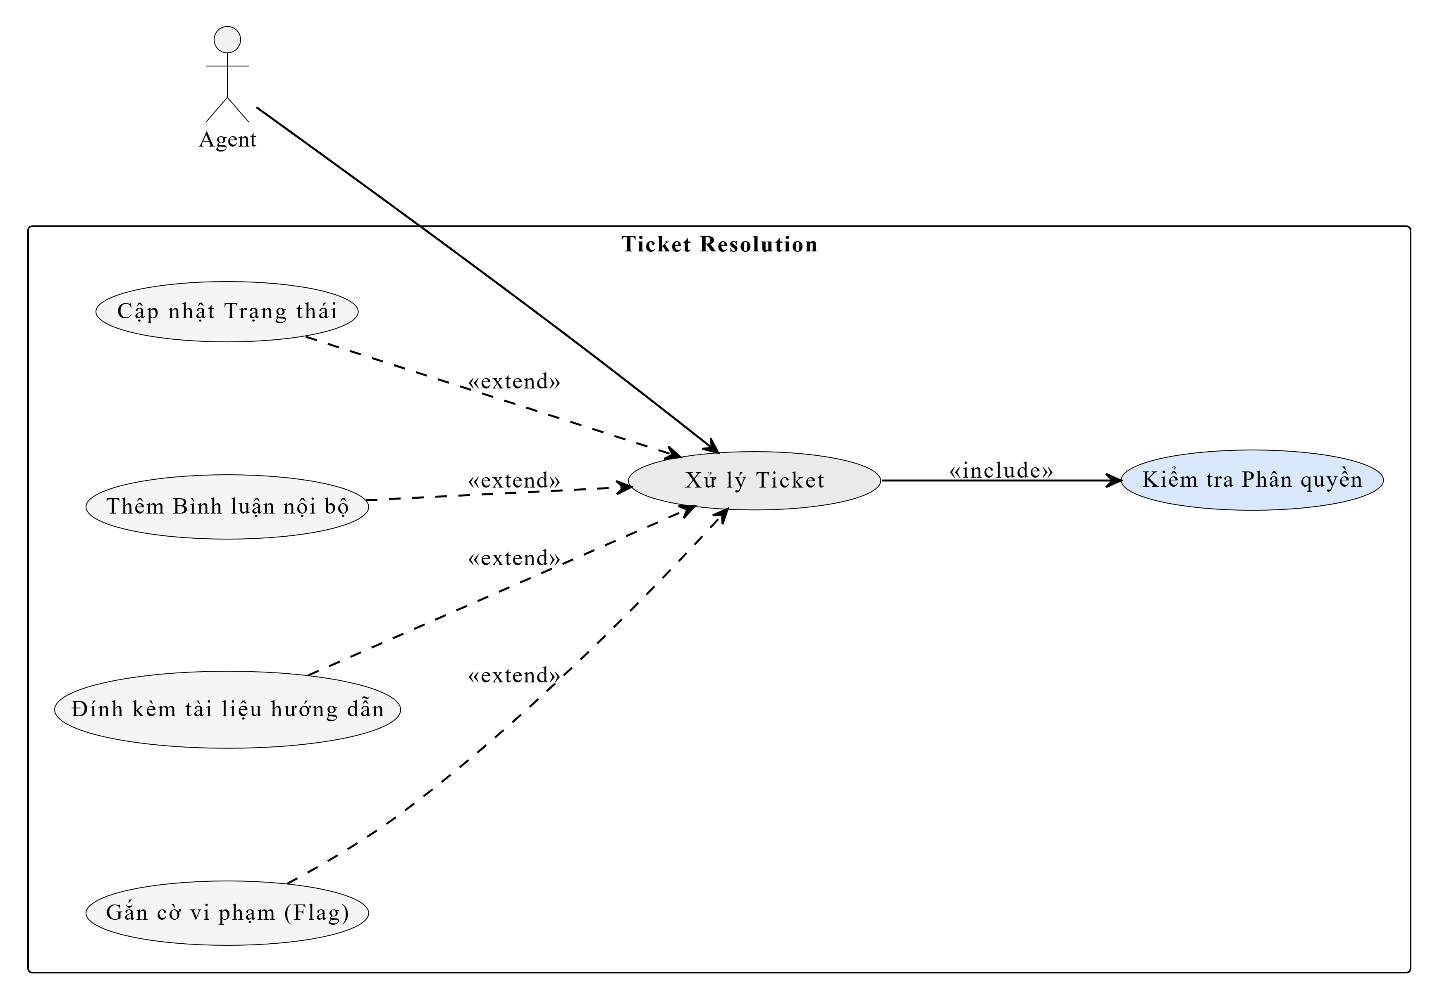 Agent
Ticket Resolution
Cập nhật Trạng thái
«extend»
Thêm Bình luận nội bộ
«extend»
Xử lý Ticket
«include»
Kiểm tra Phân quyền
«extend»
Đính kèm tài liệu hướng dẫn
«extend»
Gắn cờ vi phạm (Flag)